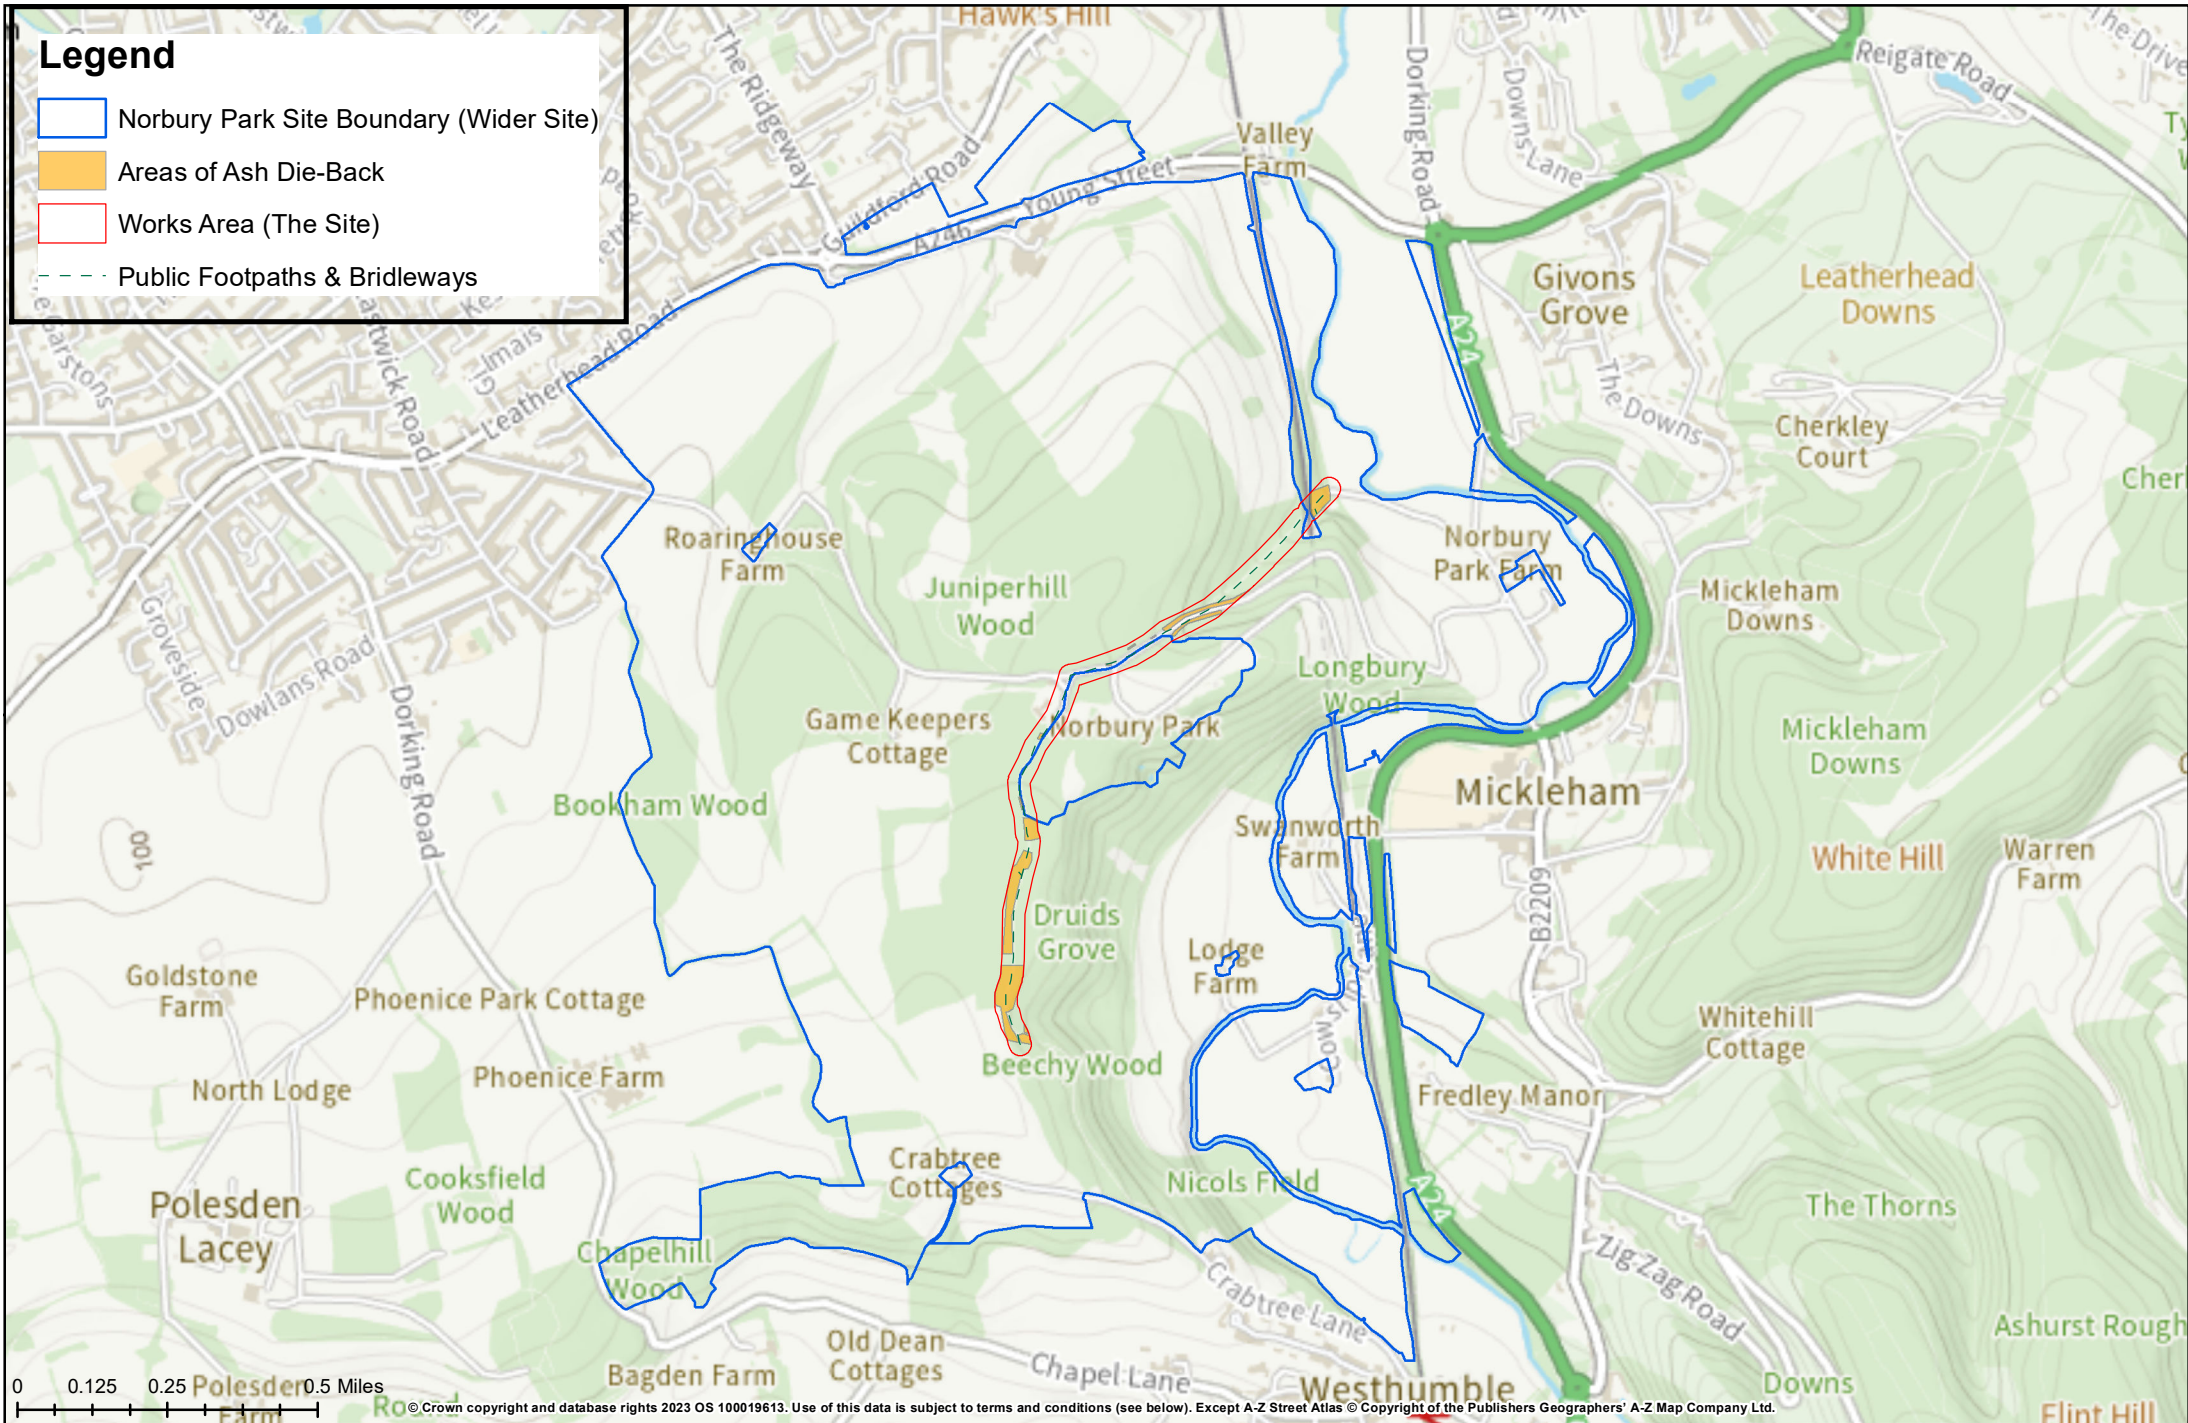 Legend
Norbury Park Site Boundary (Wider Site)
Areas of Ash Die-Back
Works Area (The Site)
Public Footpaths & Bridleways
Hawk's Hill
The Ridgeway
Guildford Road
A246
Young Street
Valley
Farm
Dorking Road
Downs Lane
Reigate Road
The Drive
Givons
Grove
Leatherhead
Downs
A24
The Downs
Cherkley
Court
Eastwick Road
Leatherhead Road
Roaringhouse
Farm
Juniperhill
Wood
Norbury
Park Farm
Mickleham
Downs
Groveside
Dowlans Road
Dorking Road
Game Keepers
Cottage
Norbury Park
Longbury
Wood
Mickleham
Downs
Bookham Wood
Mickleham
Swanworth
Farm
100
White Hill
Warren
Farm
B2209
Druids
Grove
Lodge
Farm
Goldstone
Farm
Phoenice Park Cottage
Whitehill
Cottage
North Lodge
Phoenice Farm
Beechy Wood
Fredley Manor
Crabtree
Cottages
Cooksfield
Wood
Nicols Field
A24
The Thorns
Polesden
Lacey
Chapelhill
Wood
Zig Zag Road
Crabtree Lane
Ashurst Rough
Old Dean
Cottages
Bagden Farm
Chapel Lane
Westhumble
Downs
Flint Hill
Polesden
Farm
0 0.125 0.25 0.5 Miles
© Crown copyright and database rights 2023 OS 100019613. Use of this data is subject to terms and conditions (see below). Except A-Z Street Atlas © Copyright of the Publishers Geographers' A-Z Map Company Ltd.